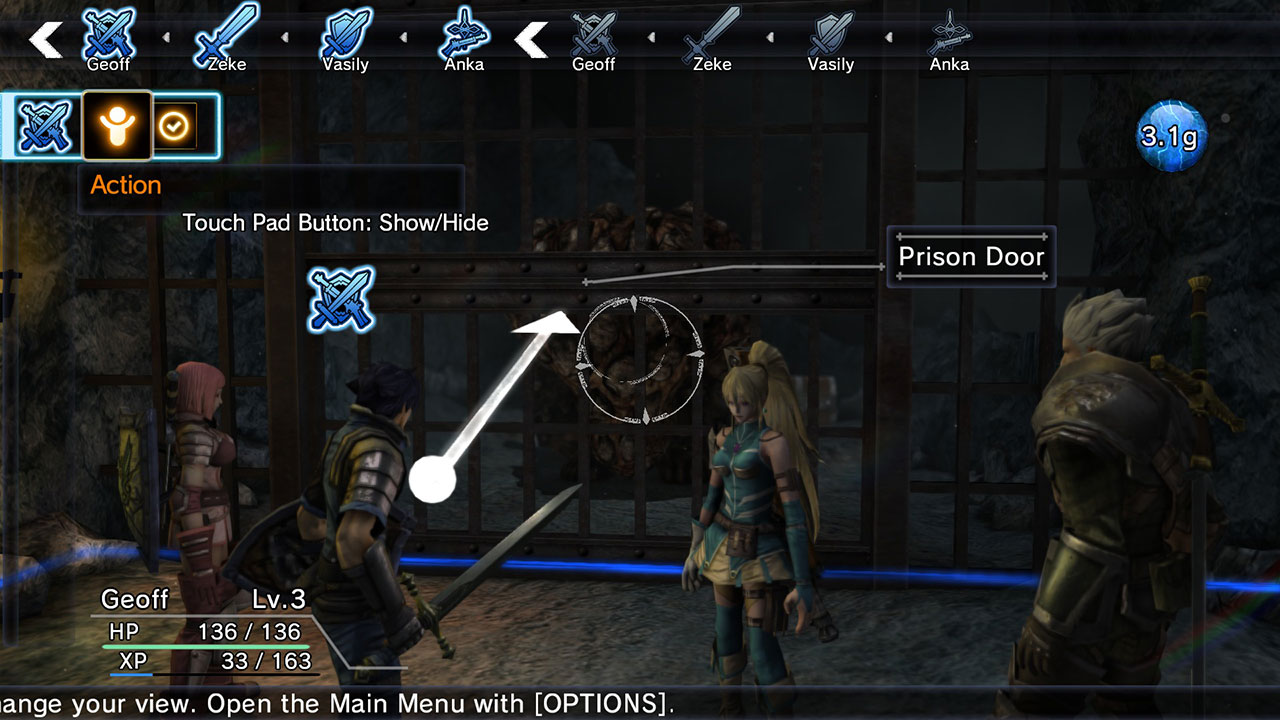 Geoff Zeke Vasily Anka Geoff Zeke Vasily Anka
3.1g
Action
Touch Pad Button: Show/Hide
Prison Door
Geoff Lv.3
HP 136 / 136
XP 33 / 163
ange your view. Open the Main Menu with [OPTIONS].